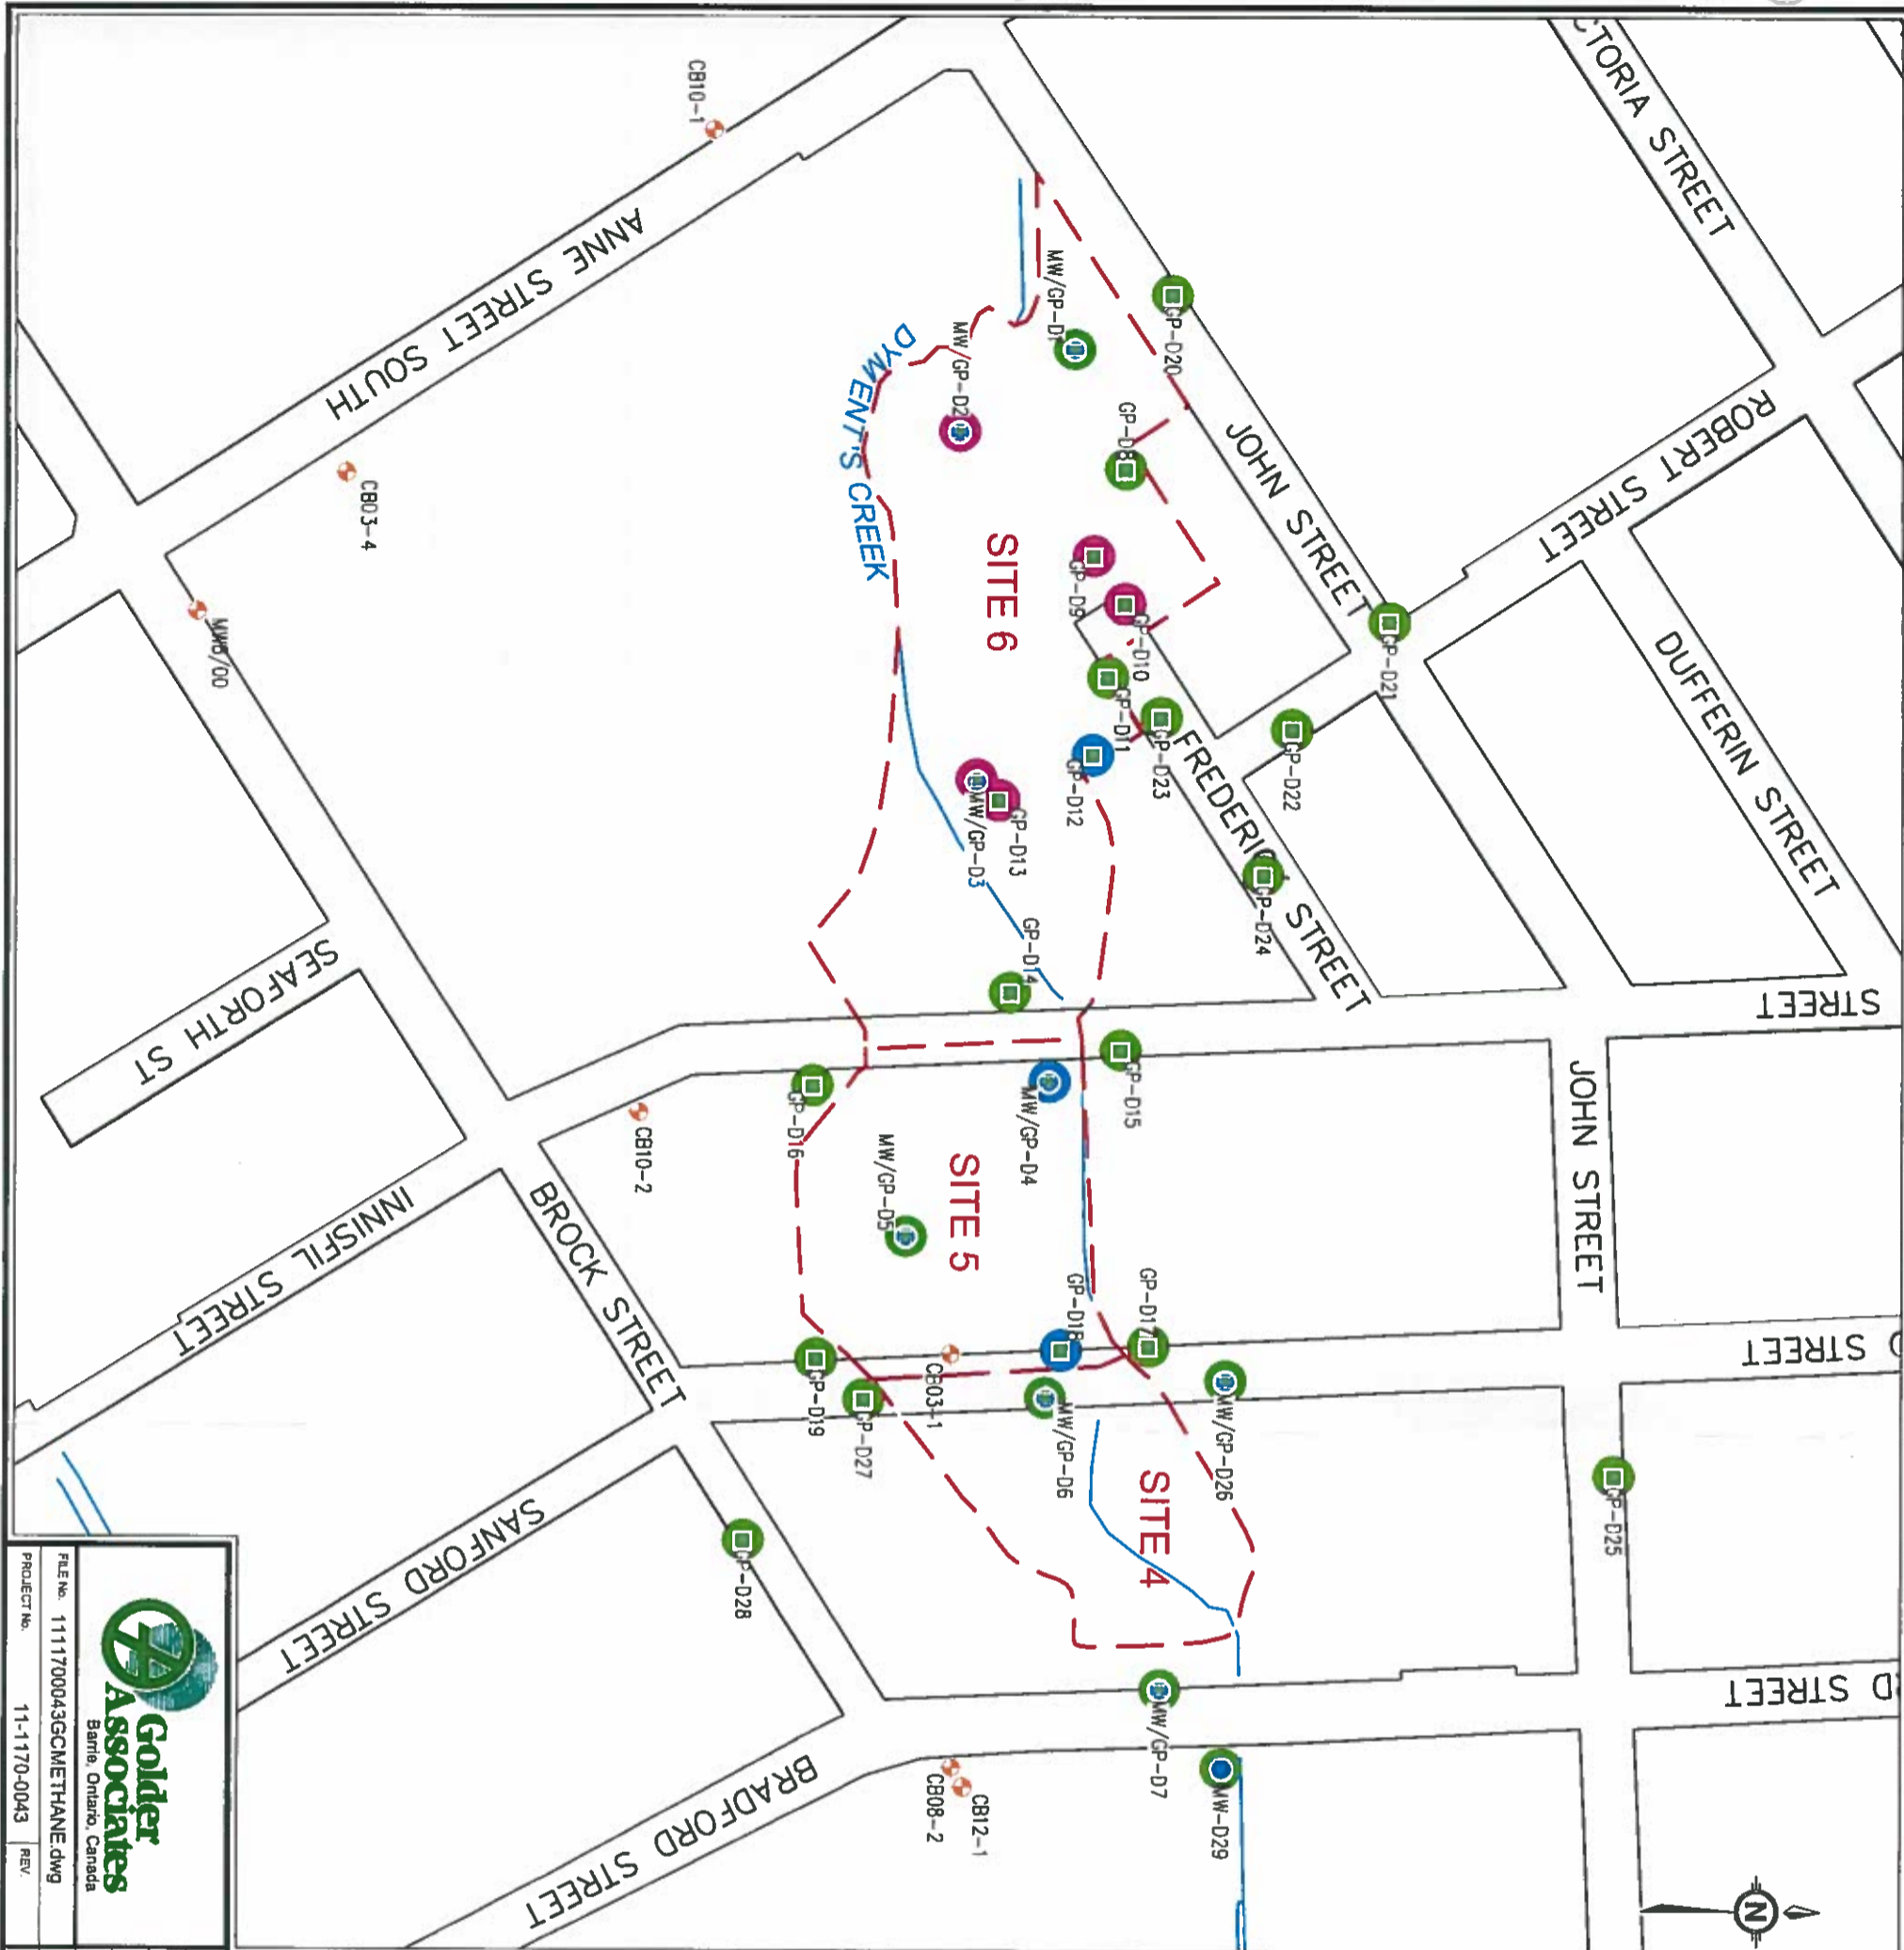 CTORIA STREET
ROBERT STREET
DUFFERIN STREET
JOHN STREET
GP-D20
GP-D21
GP-D22
FREDERICK STREET
GP-D24
GP-D23
GP-D8
GP-D9
GP-D10
GP-D11
GP-D12
MW/GP-D1
MW/GP-D2
SITE 6
GP-D13
MW/GP-D3
GP-D14
DYMENT'S CREEK
CB10-1
ANNE STREET SOUTH
CB03-4
SEAFORTH ST
STREET
JOHN STREET
GP-D15
MW/GP-D4
GP-D16
MW/GP-D5
SITE 5
CB10-2
BROCK STREET
INNISFIL STREET
STREET
GP-D17
GP-D18
CB03-1
GP-D19
GP-D27
MW/GP-D6
MW/GP-D26
SITE 4
GP-D25
GP-D28
SANFORD STREET
D STREET
MW/GP-D7
MW-D29
CB12-1
CB08-2
BRADFORD STREET
N
Golder
Associates
Barrie, Ontario, Canada
FILE No. 1111700043GCMETHANE.dwg
PROJECT No. 11-1170-0043 REV.